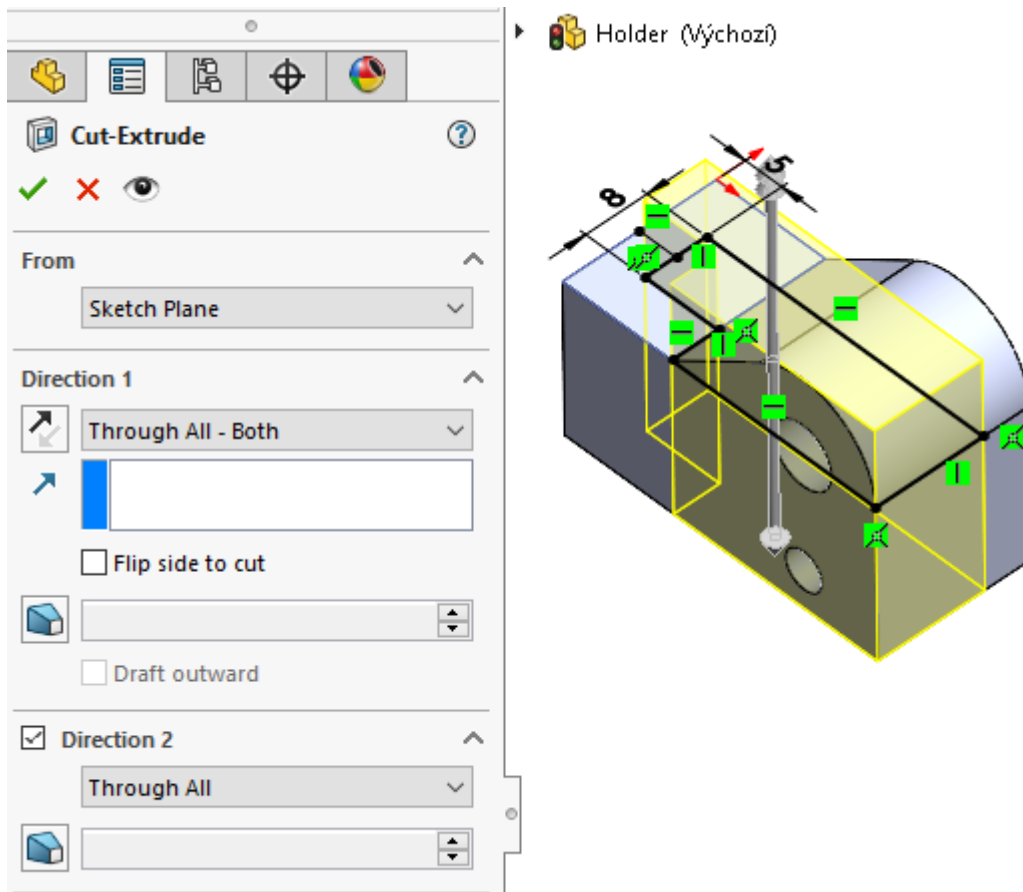 Holder (Výchozí)
Cut-Extrude
From
Sketch Plane
Direction 1
Through All - Both
Flip side to cut
Draft outward
Direction 2
Through All
8
5